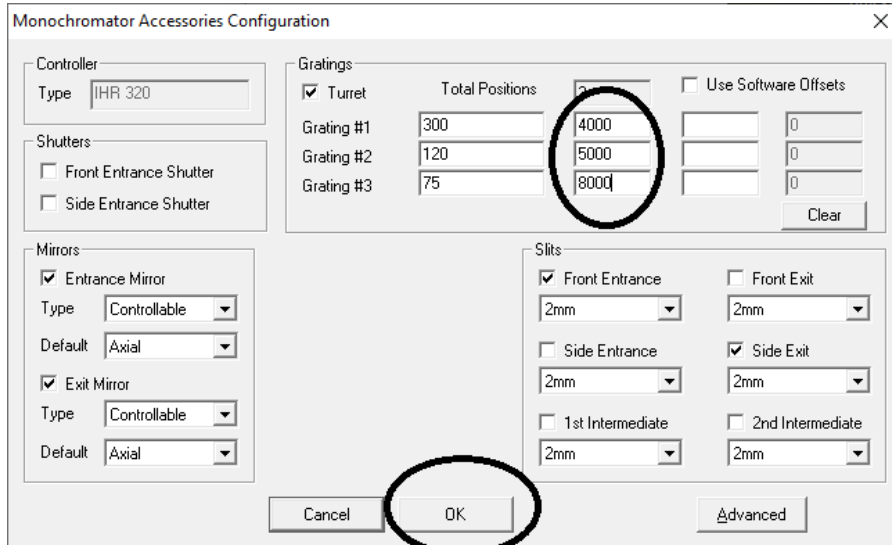 Monochromator Accessories Configuration
Controller
Type IHR 320
Shutters
Front Entrance Shutter
Side Entrance Shutter
Gratings
Turret Total Positions Use Software Offsets
Grating #1 300 4000 0
Grating #2 120 5000 0
Grating #3 75 8000 0
Clear
Mirrors
Entrance Mirror
Type Controllable
Default Axial
Exit Mirror
Type Controllable
Default Axial
Slits
Front Entrance Front Exit
2mm 2mm
Side Entrance Side Exit
2mm 2mm
1st Intermediate 2nd Intermediate
2mm 2mm
Cancel OK Advanced